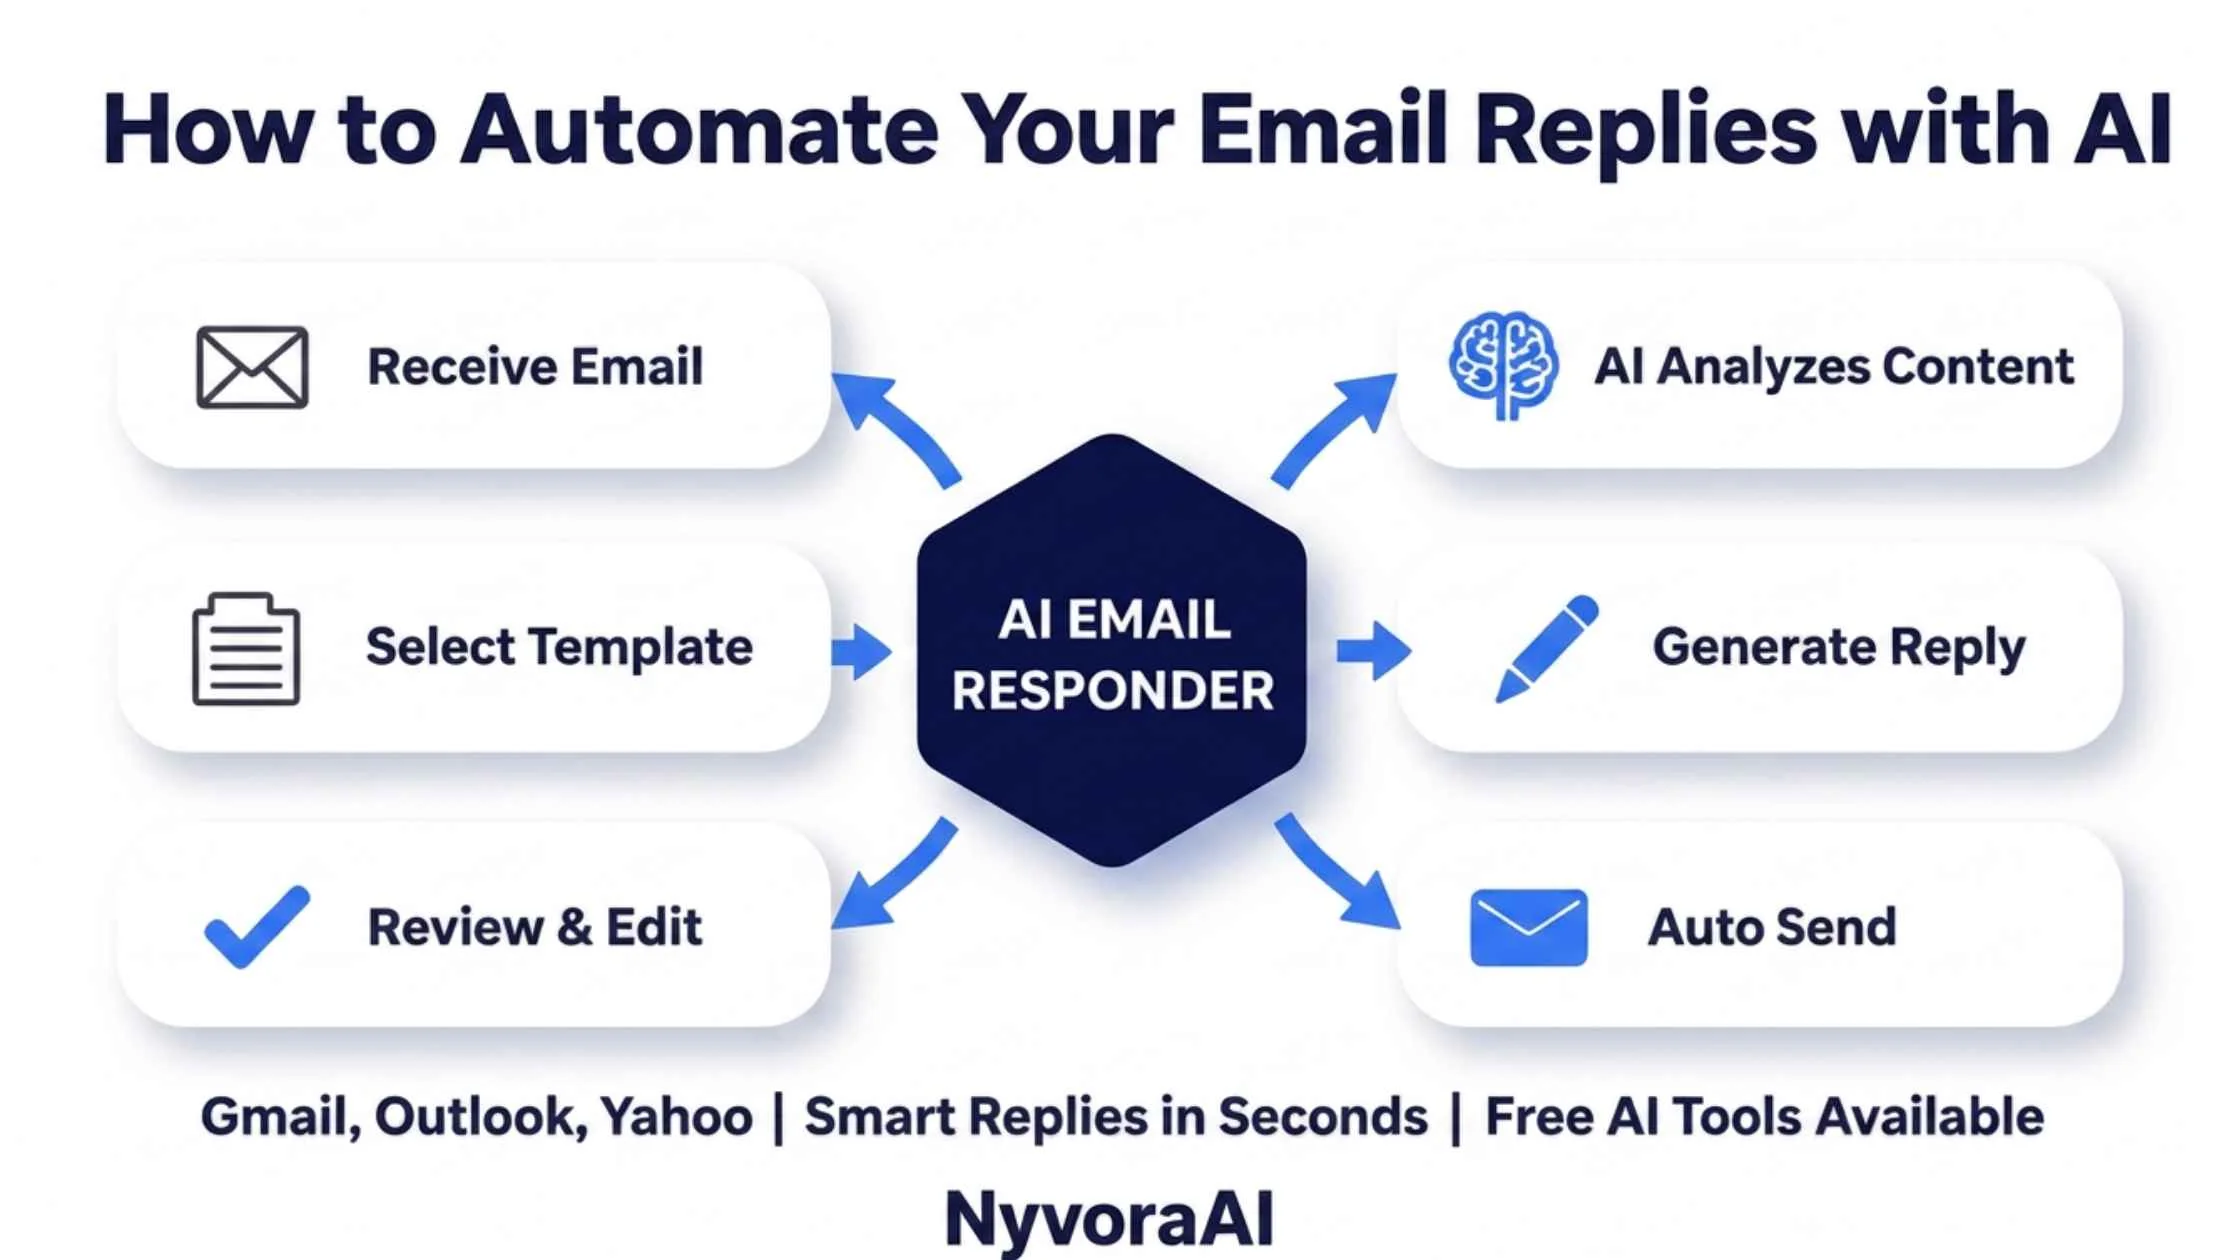 How to Automate Your Email Replies with AI
Receive Email
AI Analyzes Content
Select Template
AI EMAIL
RESPONDER
Generate Reply
Review & Edit
Auto Send
Gmail, Outlook, Yahoo | Smart Replies in Seconds | Free AI Tools Available
NyvoraAI